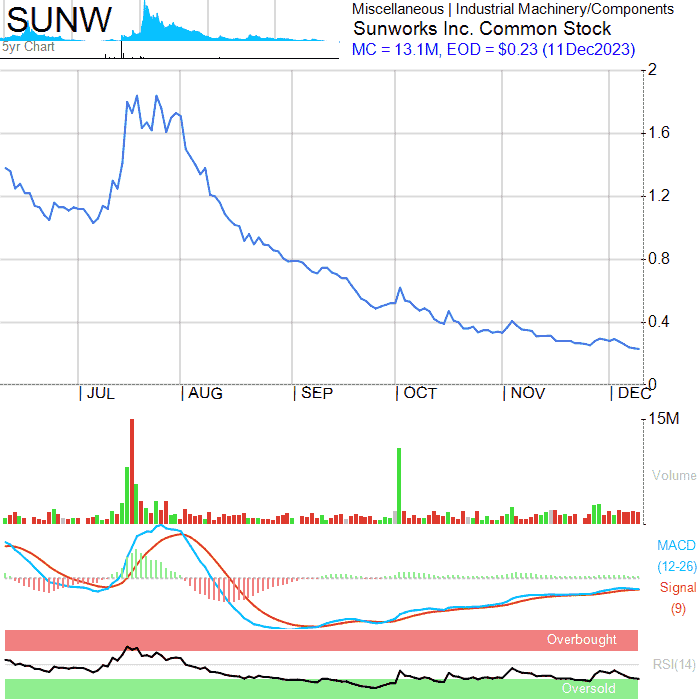 SUNW
5yr Chart
Miscellaneous | Industrial Machinery/Components
Sunworks Inc. Common Stock
MC = 13.1M, EOD = $0.23 (11Dec2023)
2
1.6
1.2
0.8
0.4
0
JUL AUG SEP OCT NOV DEC
15M
Volume
MACD
(12-26)
Signal
(9)
Overbought
RSI(14)
Oversold